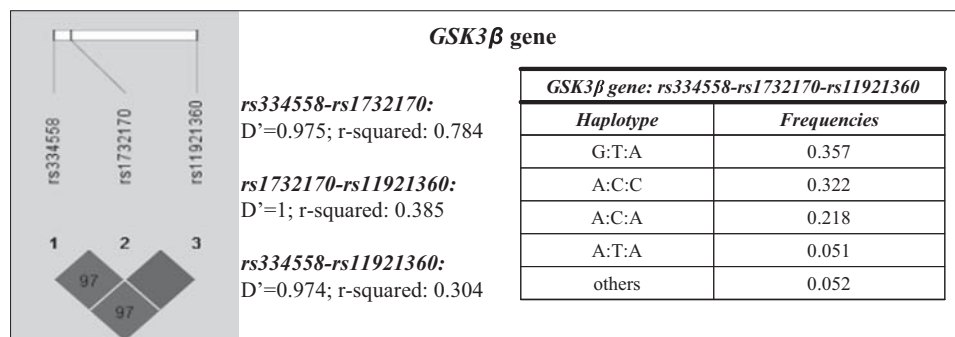 GSK3β gene
rs334558
rs1732170
rs11921360
1 2 3
97
97
rs334558-rs1732170:
D’=0.975; r-squared: 0.784
rs1732170-rs11921360:
D’=1; r-squared: 0.385
rs334558-rs11921360:
D’=0.974; r-squared: 0.304
GSK3β gene: rs334558-rs1732170-rs11921360
Haplotype Frequencies
G:T:A 0.357
A:C:C 0.322
A:C:A 0.218
A:T:A 0.051
others 0.052